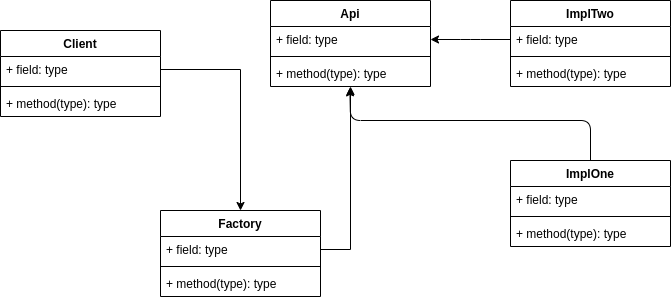 Api
+ field: type
+ method(type): type
ImplTwo
+ field: type
+ method(type): type
Client
+ field: type
+ method(type): type
ImplOne
+ field: type
+ method(type): type
Factory
+ field: type
+ method(type): type